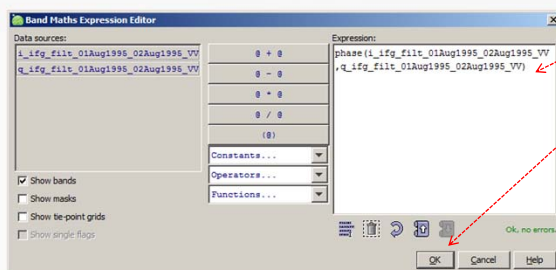 Band Maths Expression Editor
Data sources:
i_ifg_filt_01Aug1995_02Aug1995_VV
q_ifg_filt_01Aug1995_02Aug1995_VV
@ + @
@ - @
@ * @
@ / @
(@)
Constants...
Operators...
Functions...
Show bands
Show masks
Show tie-point grids
Show single flags
Expression:
phase(i_ifg_filt_01Aug1995_02Aug1995_VV
,q_ifg_filt_01Aug1995_02Aug1995_VV)
Ok, no errors.
OK Cancel Help